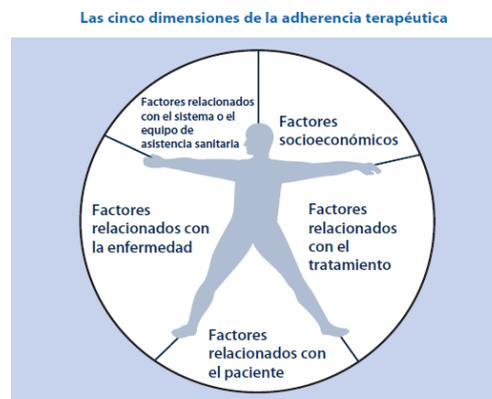 Las cinco dimensiones de la adherencia terapéutica
Factores relacionados
con el sistema o el
equipo de
asistencia sanitaria
Factores
socioeconómicos
Factores
relacionados con
la enfermedad
Factores
relacionados
con el
tratamiento
Factores
relacionados con
el paciente